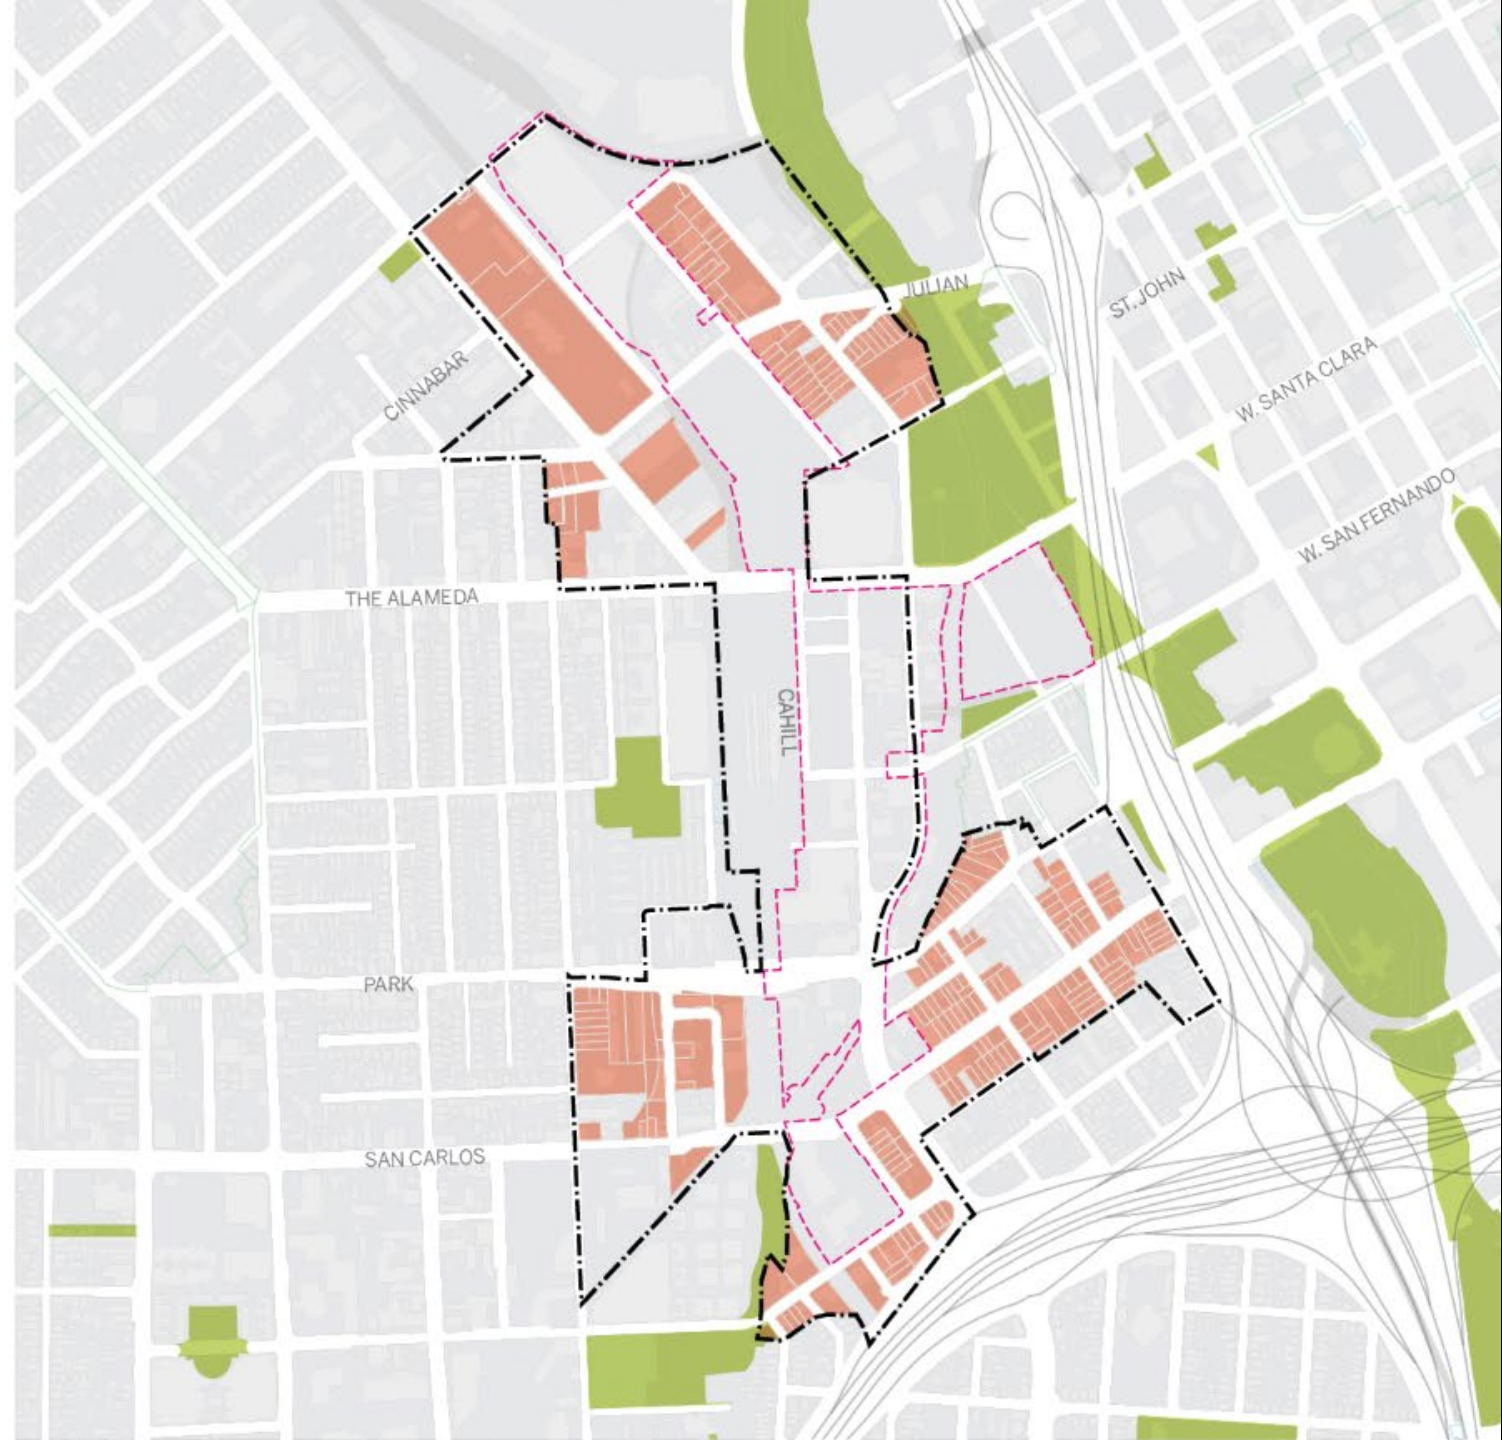 JULIAN
ST. JOHN
W. SANTA CLARA
CINNABAR
W. SAN FERNANDO
THE ALAMEDA
CAHILL
PARK
SAN CARLOS